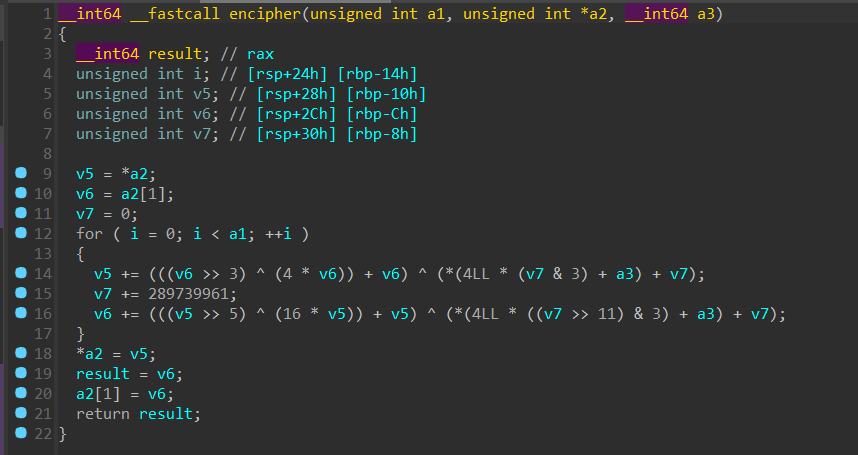 1 __int64 __fastcall encipher(unsigned int a1, unsigned int *a2, __int64 a3)
2 {
3   __int64 result; // rax
4   unsigned int i; // [rsp+24h] [rbp-14h]
5   unsigned int v5; // [rsp+28h] [rbp-10h]
6   unsigned int v6; // [rsp+2Ch] [rbp-Ch]
7   unsigned int v7; // [rsp+30h] [rbp-8h]
8
9   v5 = *a2;
10   v6 = a2[1];
11   v7 = 0;
12   for ( i = 0; i < a1; ++i )
13   {
14     v5 += (((v6 >> 3) ^ (4 * v6)) + v6) ^ (*(4LL * (v7 & 3) + a3) + v7);
15     v7 += 289739961;
16     v6 += (((v5 >> 5) ^ (16 * v5)) + v5) ^ (*(4LL * ((v7 >> 11) & 3) + a3) + v7);
17   }
18   *a2 = v5;
19   result = v6;
20   a2[1] = v6;
21   return result;
22 }